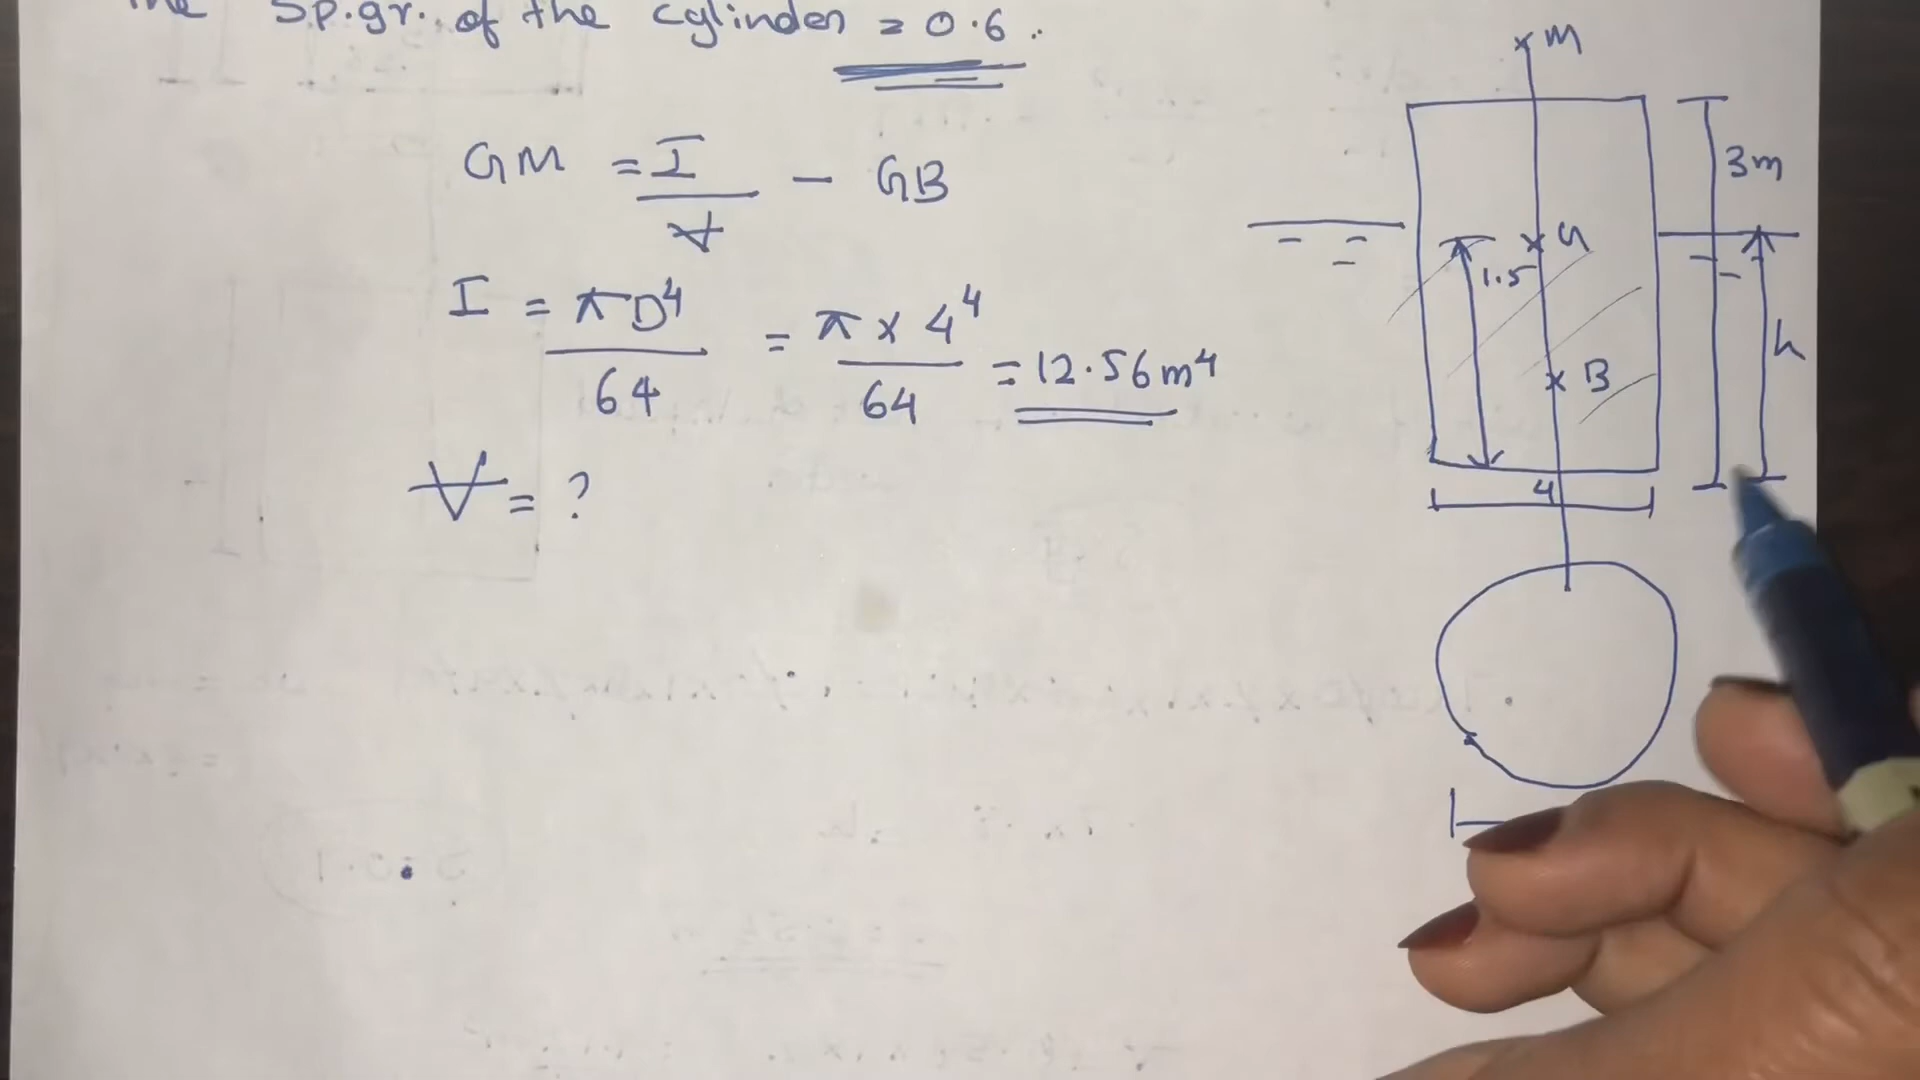 The Sp.gr. of the cylinder = 0.6.
GM = I / V - GB
I = πD⁴ / 64 = π x 4⁴ / 64 = 12.56 m⁴
V = ?
M
3m
G
1.5
h
B
4